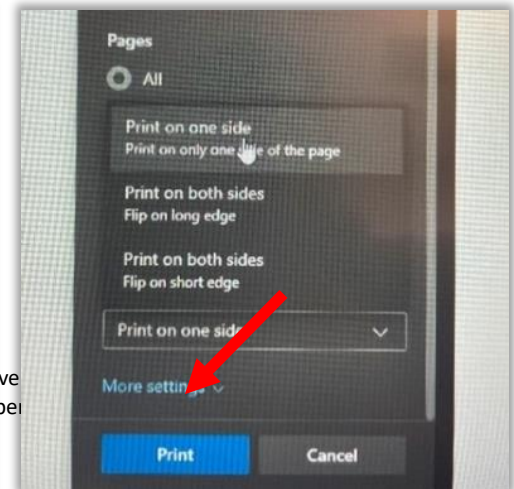 Pages
All
Print on one side
Print on only one side of the page
Print on both sides
Flip on long edge
Print on both sides
Flip on short edge
Print on one side
More settings
Print
Cancel